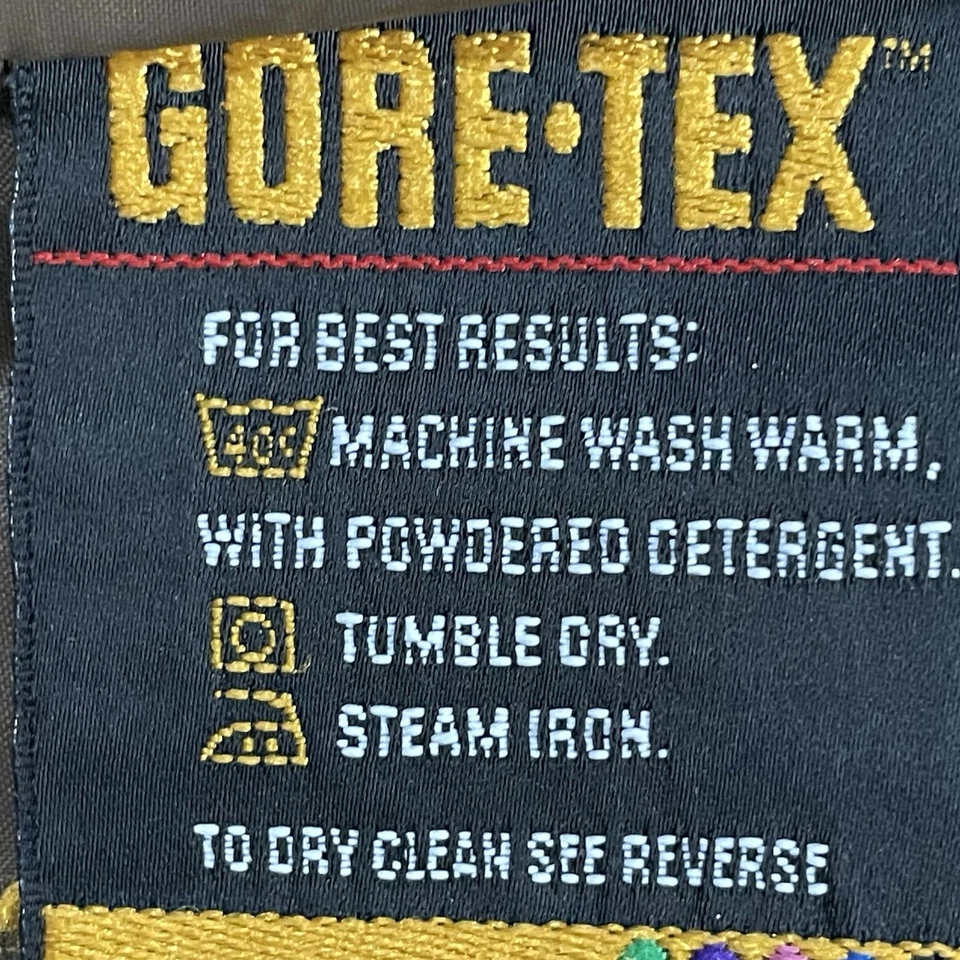 GORE·TEX™
FOR BEST RESULTS:
40C MACHINE WASH WARM,
WITH POWDERED DETERGENT.
TUMBLE DRY.
STEAM IRON.
TO DRY CLEAN SEE REVERSE